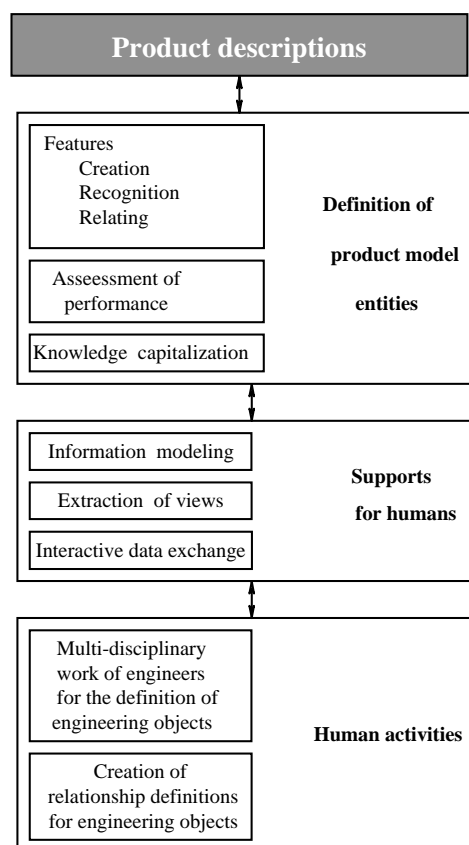 Product descriptions
Features
Creation
Recognition
Relating
Asseessment of
performance
Knowledge capitalization
Definition of
product model
entities
Information modeling
Extraction of views
Interactive data exchange
Supports
for humans
Multi-disciplinary
work of engineers
for the definition of
engineering objects
Creation of
relationship definitions
for engineering objects
Human activities